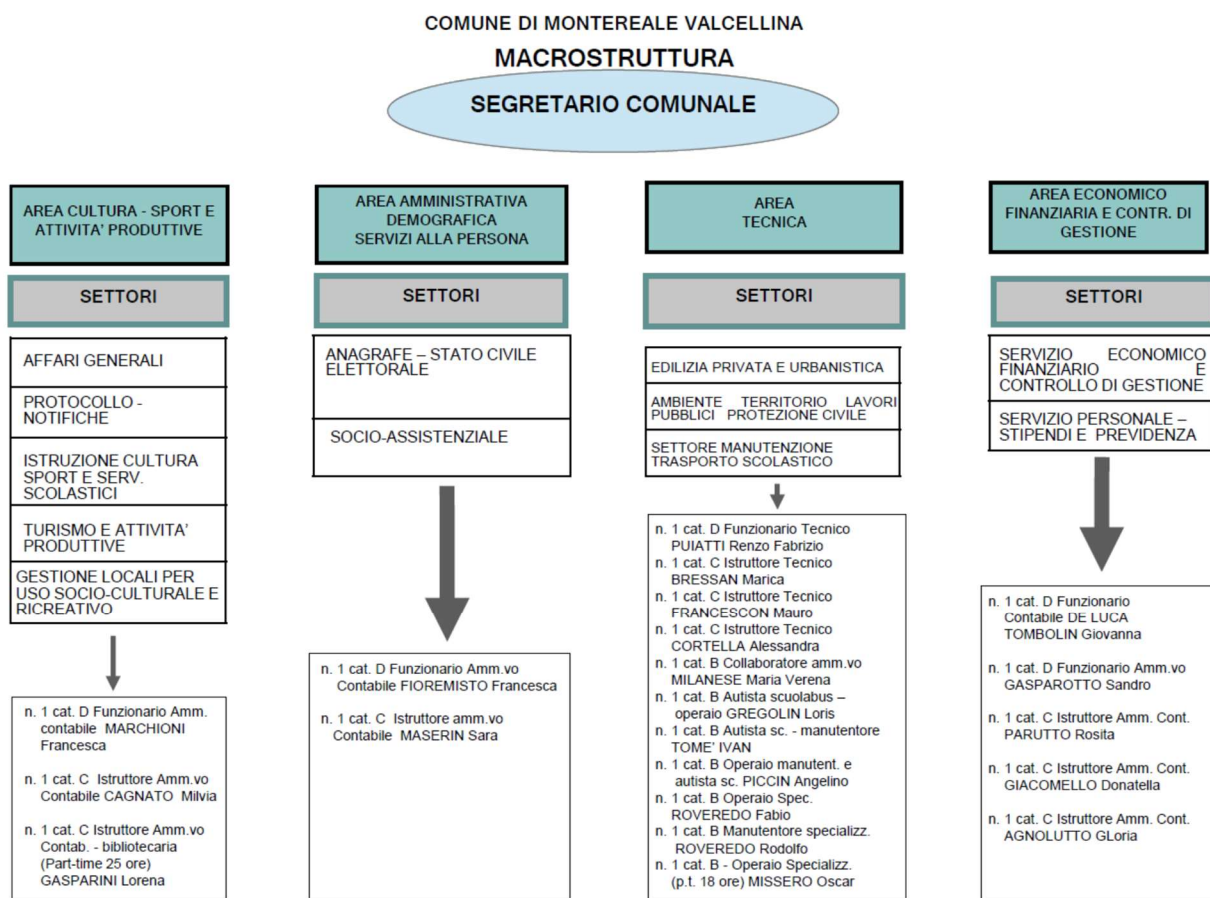 COMUNE DI MONTEREALE VALCELLINA
MACROSTRUTTURA
SEGRETARIO COMUNALE
AREA CULTURA - SPORT E
ATTIVITA' PRODUTTIVE
SETTORI
AFFARI GENERALI
PROTOCOLLO -
NOTIFICHE
ISTRUZIONE CULTURA
SPORT E SERV.
SCOLASTICI
TURISMO E ATTIVITA'
PRODUTTIVE
GESTIONE LOCALI PER
USO SOCIO-CULTURALE E
RICREATIVO
n. 1 cat. D Funzionario Amm.
contabile MARCHIONI
Francesca
n. 1 cat. C Istruttore Amm.vo
Contabile CAGNATO Milvia
n. 1 cat. C Istruttore Amm.vo
Contab. - bibliotecaria
(Part-time 25 ore)
GASPARINI Lorena
AREA AMMINISTRATIVA
DEMOGRAFICA
SERVIZI ALLA PERSONA
SETTORI
ANAGRAFE – STATO CIVILE
ELETTORALE
SOCIO-ASSISTENZIALE
n. 1 cat. D Funzionario Amm.vo
Contabile FIOREMISTO Francesca
n. 1 cat. C Istruttore amm.vo
Contabile MASERIN Sara
AREA
TECNICA
SETTORI
EDILIZIA PRIVATA E URBANISTICA
AMBIENTE TERRITORIO LAVORI
PUBBLICI PROTEZIONE CIVILE
SETTORE MANUTENZIONE
TRASPORTO SCOLASTICO
n. 1 cat. D Funzionario Tecnico
PUIATTI Renzo Fabrizio
n. 1 cat. C Istruttore Tecnico
BRESSAN Marica
n. 1 cat. C Istruttore Tecnico
FRANCESCON Mauro
n. 1 cat. C Istruttore Tecnico
CORTELLA Alessandra
n. 1 cat. B Collaboratore amm.vo
MILANESE Maria Verena
n. 1 cat. B Autista scuolabus –
operaio GREGOLIN Loris
n. 1 cat. B Autista sc. - manutentore
TOME' IVAN
n. 1 cat. B Operaio manutent. e
autista sc. PICCIN Angelino
n. 1 cat. B Operaio Spec.
ROVEREDO Fabio
n. 1 cat. B Manutentore specializz.
ROVEREDO Rodolfo
n. 1 cat. B - Operaio Specializz.
(p.t. 18 ore) MISSERO Oscar
AREA ECONOMICO
FINANZIARIA E CONTR. DI
GESTIONE
SETTORI
SERVIZIO ECONOMICO
FINANZIARIO E
CONTROLLO DI GESTIONE
SERVIZIO PERSONALE –
STIPENDI E PREVIDENZA
n. 1 cat. D Funzionario
Contabile DE LUCA
TOMBOLIN Giovanna
n. 1 cat. D Funzionario Amm.vo
GASPAROTTO Sandro
n. 1 cat. C Istruttore Amm. Cont.
PARUTTO Rosita
n. 1 cat. C Istruttore Amm. Cont.
GIACOMELLO Donatella
n. 1 cat. C Istruttore Amm. Cont.
AGNOLUTTO GLoria